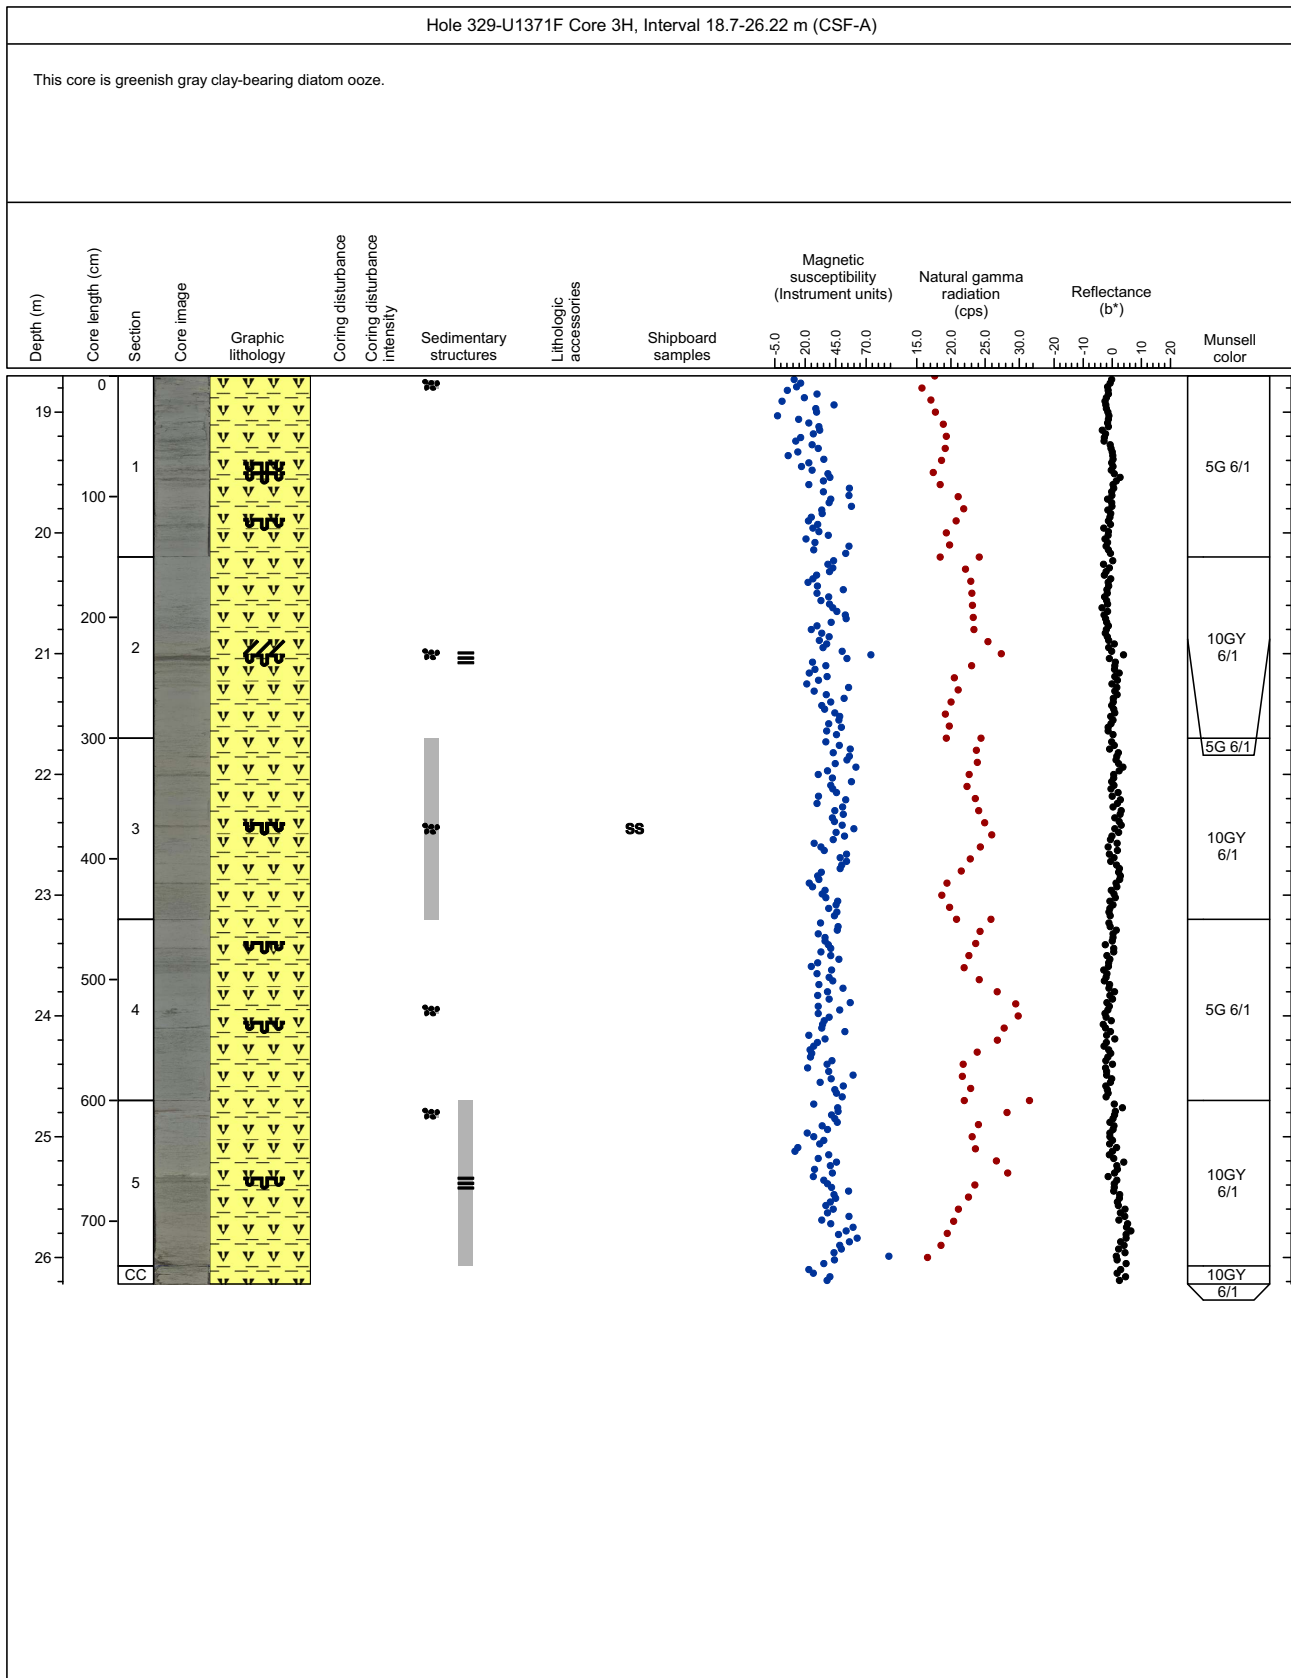 Hole 329-U1371F Core 3H, Interval 18.7-26.22 m (CSF-A)
This core is greenish gray clay-bearing diatom ooze.
Depth (m)
Core length (cm)
Section
Core image
Graphic
lithology
Coring disturbance
Coring disturbance
intensity
Sedimentary
structures
Lithologic
accessories
Shipboard
samples
Magnetic
susceptibility
(Instrument units)
Natural gamma
radiation
(cps)
Reflectance
(b*)
Munsell
color
-5.0
20.0
45.0
70.0
15.0
20.0
25.0
30.0
-20
-10
0
10
20
0
19
1
5G 6/1
100
20
200
2
10GY
6/1
21
300
5G 6/1
22
3
SS
10GY
6/1
400
23
500
4
5G 6/1
24
600
25
5
10GY
6/1
700
26
CC
10GY
6/1